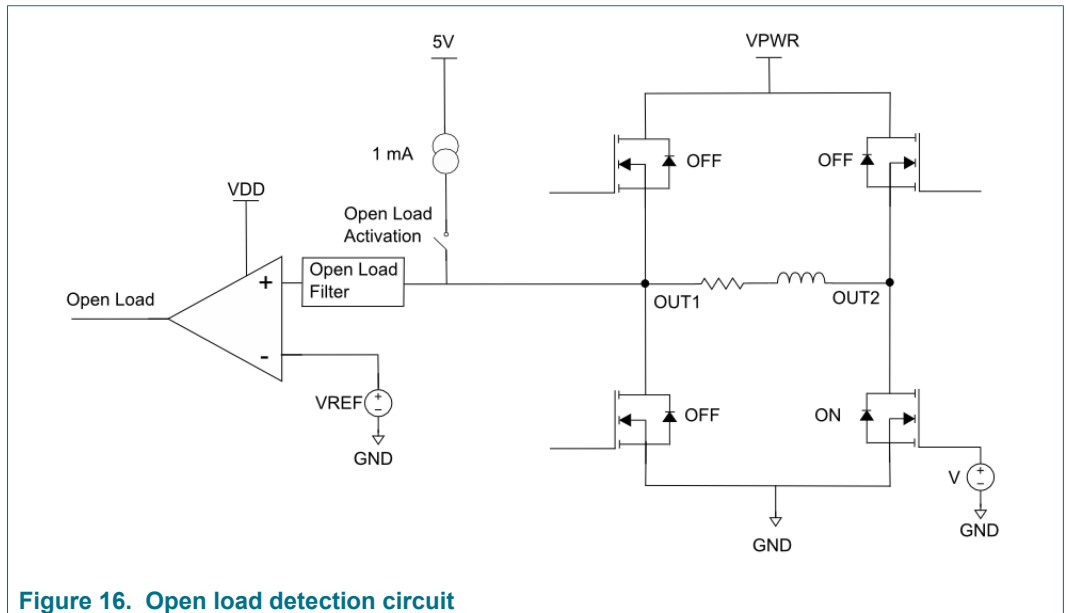 5V
VPWR
1 mA
OFF
OFF
VDD
Open Load
Activation
Open Load
Filter
+
Open Load
OUT1
OUT2
-
VREF
+
-
GND
OFF
ON
V
+
-
GND
GND
Figure 16. Open load detection circuit